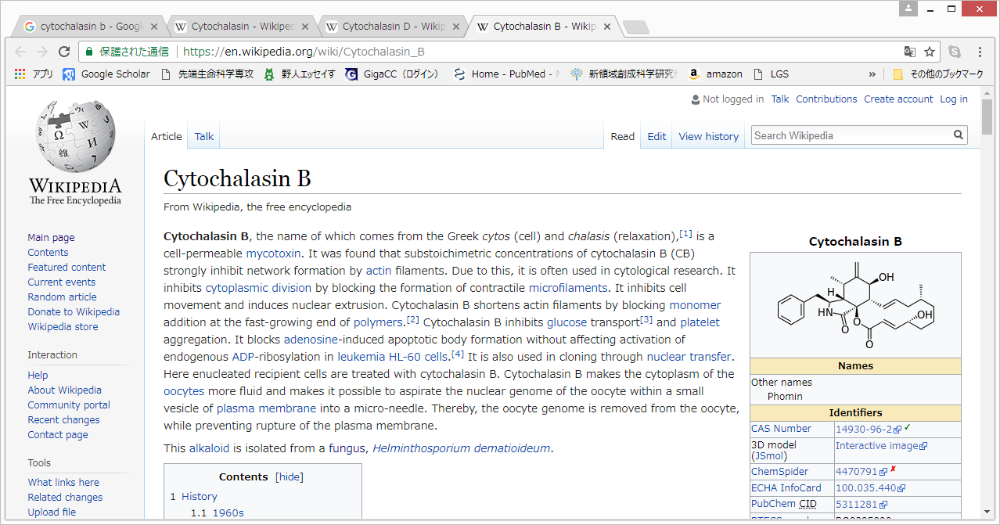 cytochalasin b - Googl
Cytochalasin - Wikiped
Cytochalasin D - Wikip
Cytochalasin B - Wikip
保護された通信 https://en.wikipedia.org/wiki/Cytochalasin_B
アプリ Google Scholar 先端生命科学専攻 野人エッセイす GigaCC（ログイン） Home - PubMed - N 新領域創成科学研究 amazon LGS » その他のブックマーク
Not logged in Talk Contributions Create account Log in
Article Talk Read Edit View history Search Wikipedia
WIKIPEDIA
The Free Encyclopedia
Main page
Contents
Featured content
Current events
Random article
Donate to Wikipedia
Wikipedia store
Interaction
Help
About Wikipedia
Community portal
Recent changes
Contact page
Tools
What links here
Related changes
Upload file
Cytochalasin B
From Wikipedia, the free encyclopedia
Cytochalasin B, the name of which comes from the Greek cytos (cell) and chalasis (relaxation),[1] is a
cell-permeable mycotoxin. It was found that substoichimetric concentrations of cytochalasin B (CB)
strongly inhibit network formation by actin filaments. Due to this, it is often used in cytological research. It
inhibits cytoplasmic division by blocking the formation of contractile microfilaments. It inhibits cell
movement and induces nuclear extrusion. Cytochalasin B shortens actin filaments by blocking monomer
addition at the fast-growing end of polymers.[2] Cytochalasin B inhibits glucose transport[3] and platelet
aggregation. It blocks adenosine-induced apoptotic body formation without affecting activation of
endogenous ADP-ribosylation in leukemia HL-60 cells.[4] It is also used in cloning through nuclear transfer.
Here enucleated recipient cells are treated with cytochalasin B. Cytochalasin B makes the cytoplasm of the
oocytes more fluid and makes it possible to aspirate the nuclear genome of the oocyte within a small
vesicle of plasma membrane into a micro-needle. Thereby, the oocyte genome is removed from the oocyte,
while preventing rupture of the plasma membrane.
This alkaloid is isolated from a fungus, Helminthosporium dematioideum.
Contents [hide]
1 History
1.1 1960s
Cytochalasin B
OH
H
HN
O
O
O
OH
Names
Other names
Phomin
Identifiers
CAS Number 14930-96-2
3D model
(JSmol) Interactive image
ChemSpider 4470791
ECHA InfoCard 100.035.440
PubChem CID 5311281